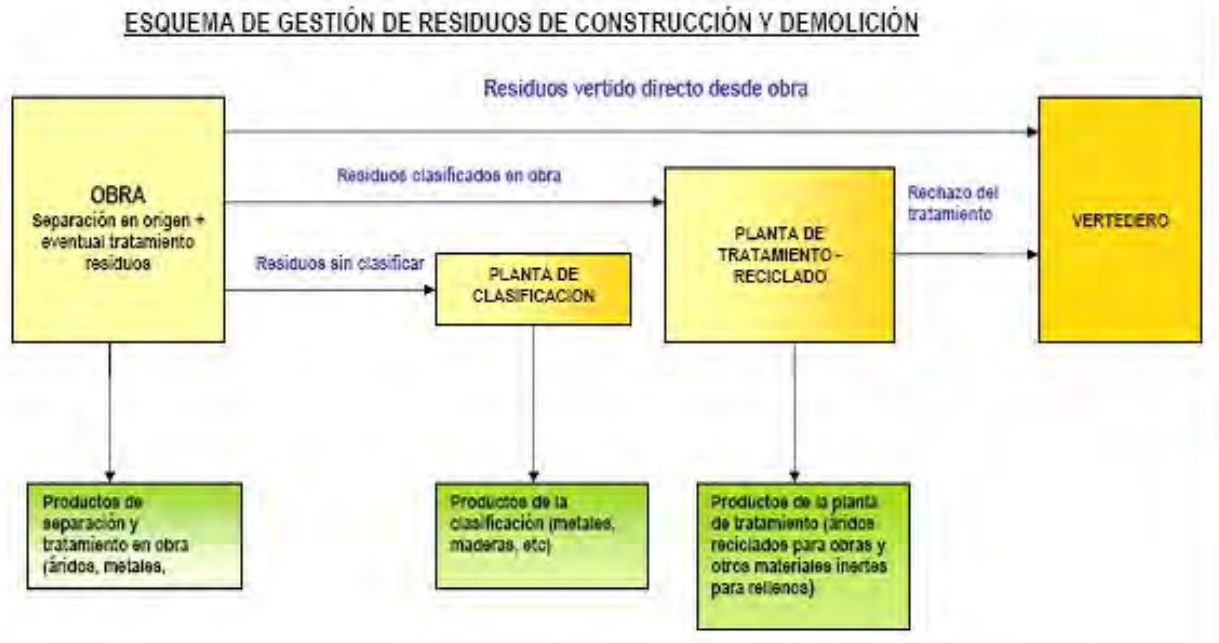 ESQUEMA DE GESTIÓN DE RESIDUOS DE CONSTRUCCIÓN Y DEMOLICIÓN
Residuos vertido directo desde obra
OBRA
Separación en origen +
eventual tratamiento
residuos
Residuos clasificados en obra
Residuos sin clasificar
PLANTA DE
CLASIFICACION
PLANTA DE
TRATAMIENTO -
RECICLADO
Rechazo del
tratamiento
VERTEDERO
Productos de
separación y
tratamiento en obra
(áridos, metales,
Productos de la
clasificación (metales,
maderas, etc)
Productos de la planta
de tratamiento (áridos
reciclados para obras y
otros materiales inertes
para rellenos)